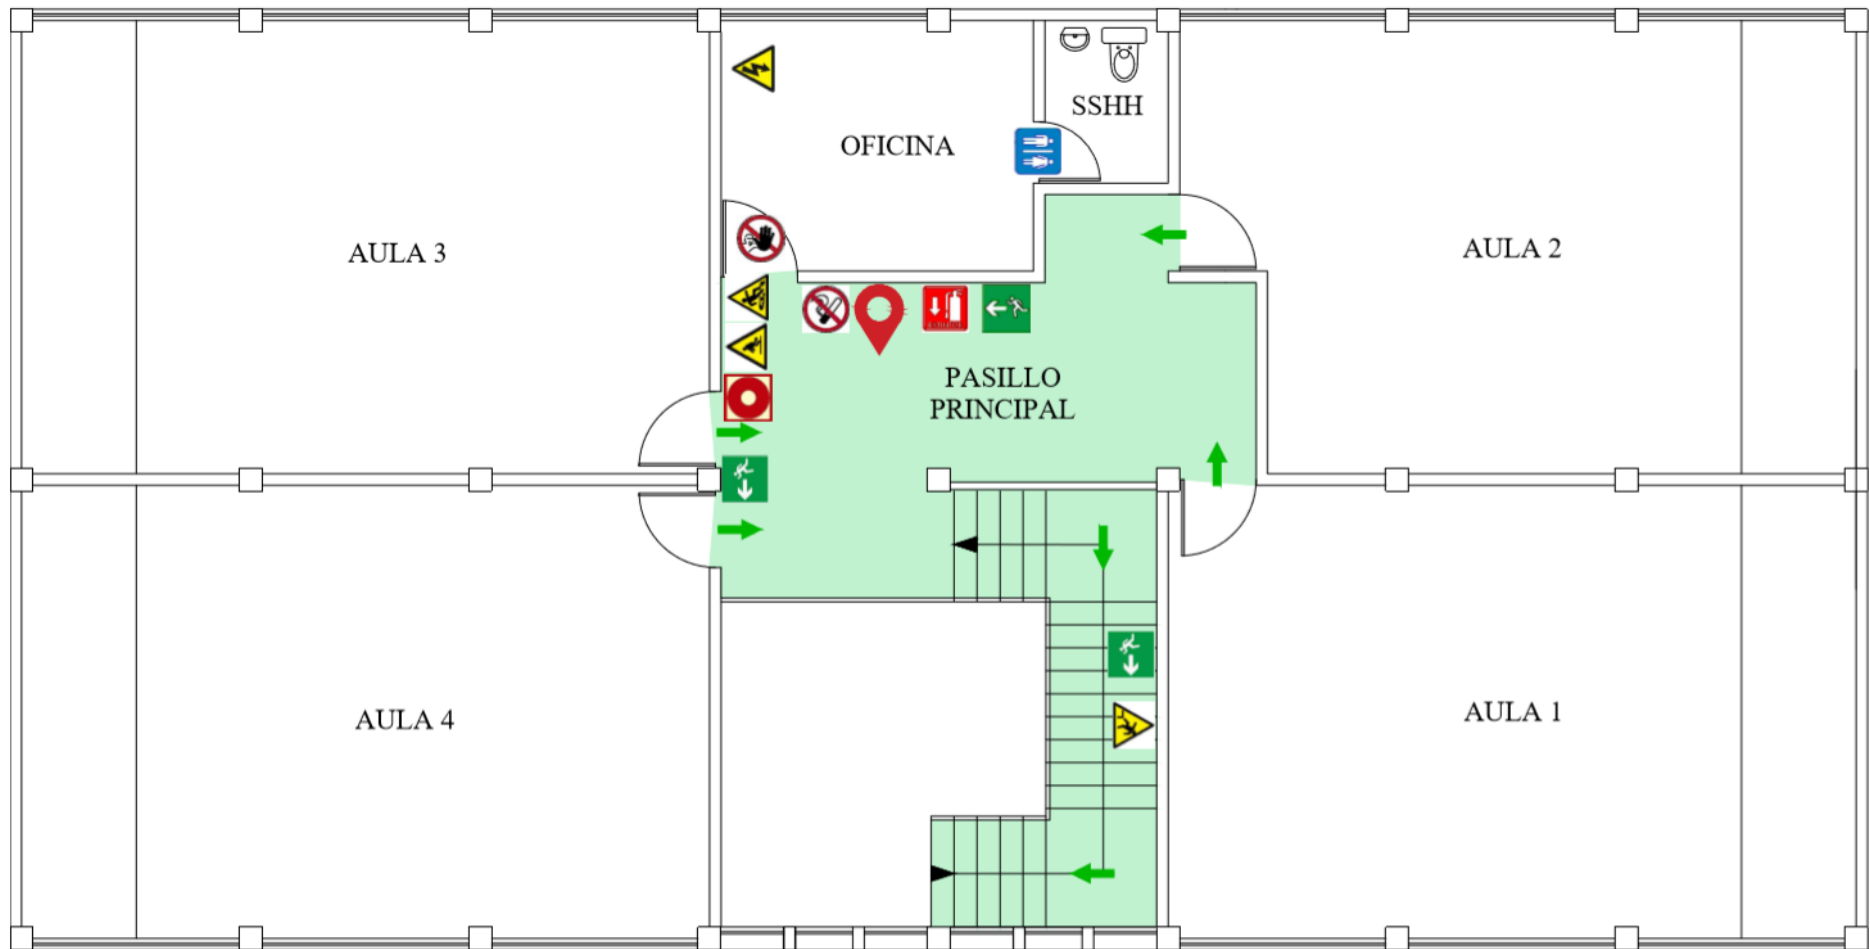 SSHH
OFICINA
AULA 3
AULA 2
PASILLO
PRINCIPAL
AULA 4
AULA 1